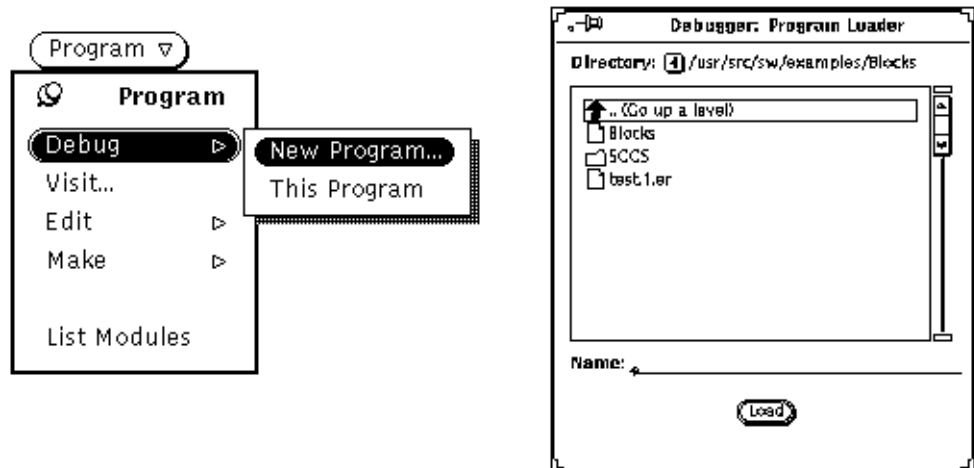 Program
Program
Debug
New Program...
This Program
Visit...
Edit
Make
List Modules
Debugger: Program Loader
Directory: /usr/src/sw/examples/Blocks
.. (Go up a level)
Blocks
SCCS
test.1.er
Name:
Load